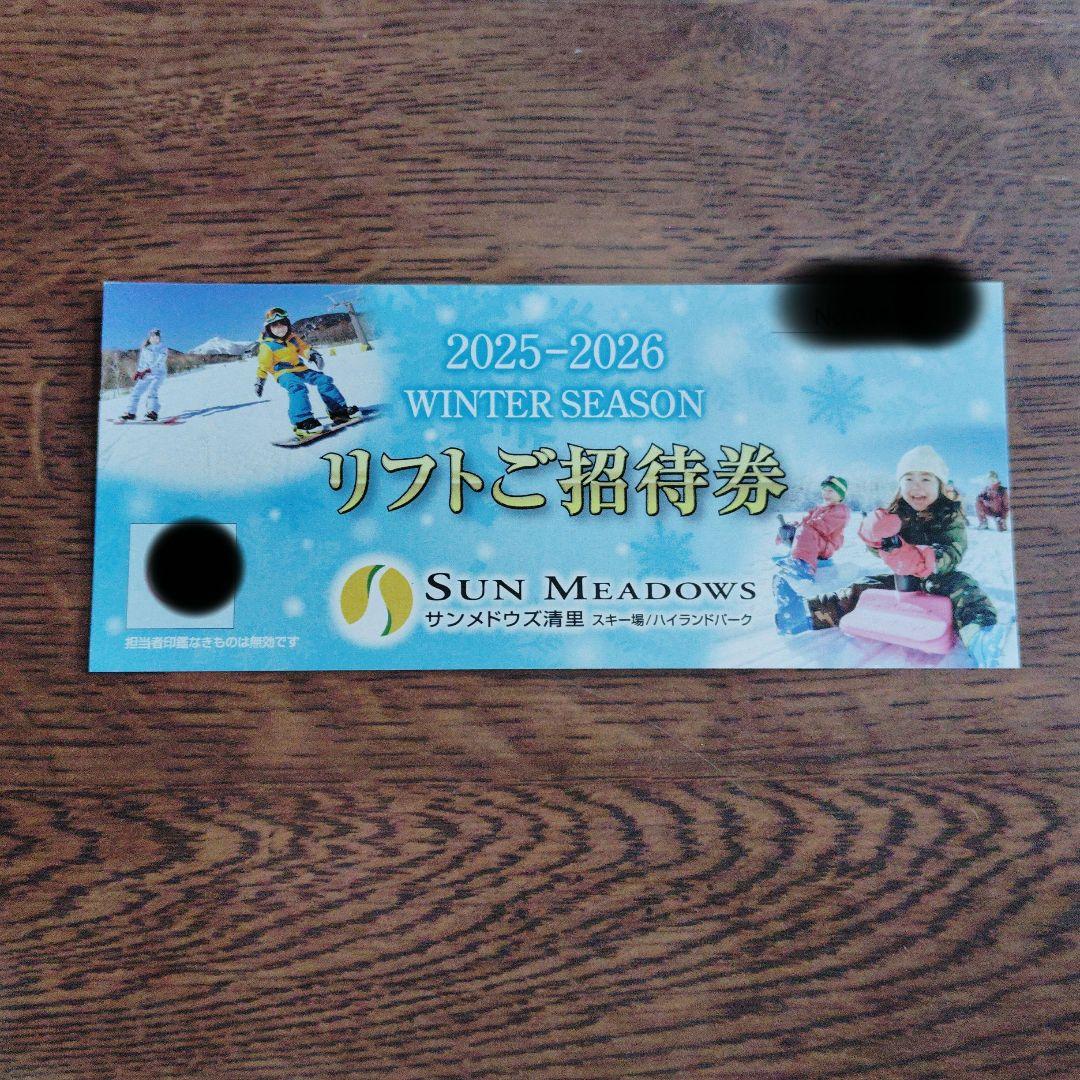 2025-2026
WINTER SEASON
リフトご招待券
SUN MEADOWS
サンメドウズ清里 スキー場/ハイランドパーク
担当者印鑑なきものは無効です